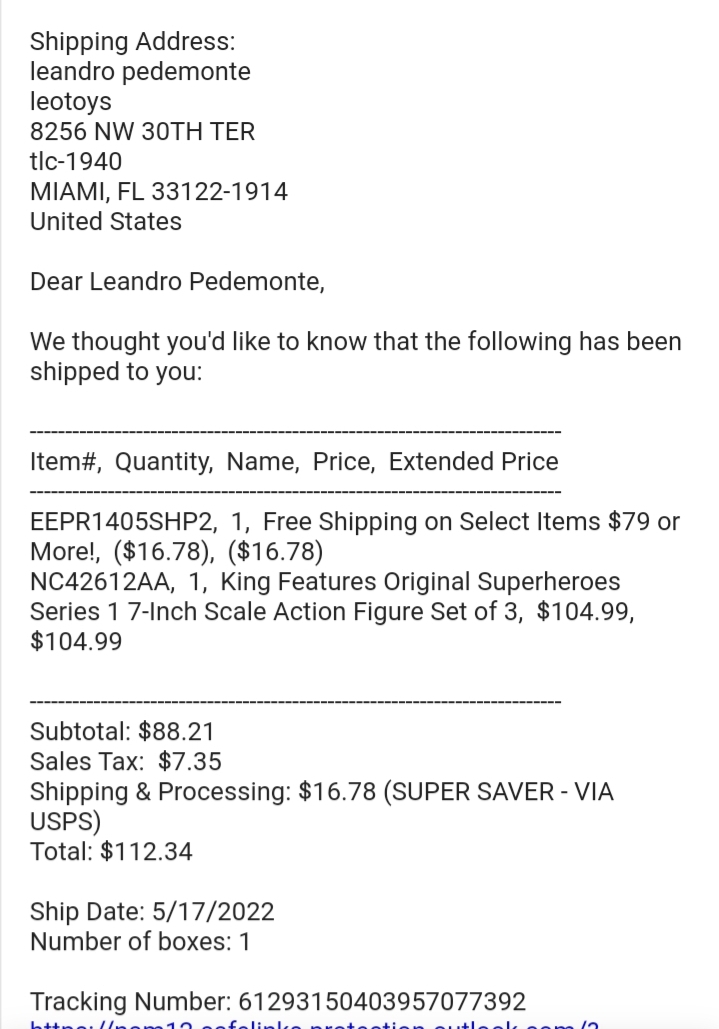 Shipping Address:
leandro pedemonte
leotoys
8256 NW 30TH TER
tlc-1940
MIAMI, FL 33122-1914
United States
Dear Leandro Pedemonte,
We thought you'd like to know that the following has been
shipped to you:
---------------------------------------------------------------------------
Item#,  Quantity,  Name,  Price,  Extended Price
---------------------------------------------------------------------------
EEPR1405SHP2,  1,  Free Shipping on Select Items $79 or
More!,  ($16.78),  ($16.78)
NC42612AA,  1,  King Features Original Superheroes
Series 1 7-Inch Scale Action Figure Set of 3,  $104.99,
$104.99
---------------------------------------------------------------------------
Subtotal: $88.21
Sales Tax:  $7.35
Shipping & Processing: $16.78 (SUPER SAVER - VIA
USPS)
Total: $112.34
Ship Date: 5/17/2022
Number of boxes: 1
Tracking Number: 61293150403957077392